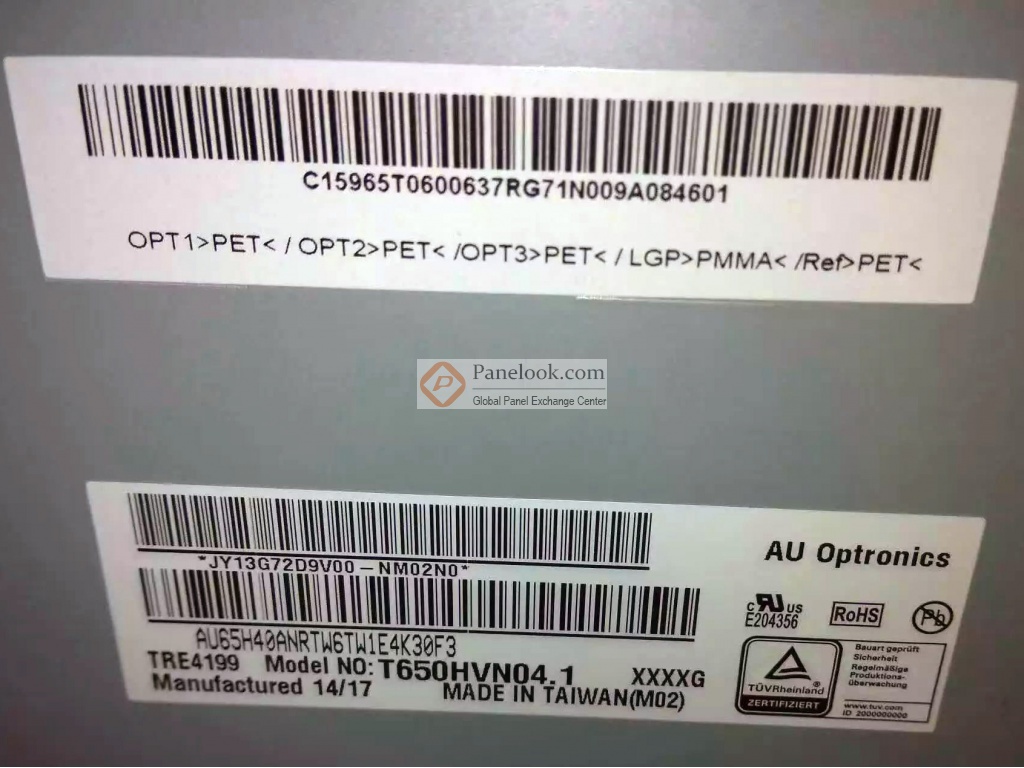 C15965T0600637RG71N009A084601
OPT1>PET< / OPT2>PET< /OPT3>PET< / LGP>PMMA< /Ref>PET<
Panelook.com
Global Panel Exchange Center
*JY13G72D9V00-NM02N0*
AU65H40ANRTW6TW1E4K30F3
TRE4199 Model NO: T650HVN04.1 XXXXG
Manufactured 14/17 MADE IN TAIWAN(M02)
AU Optronics
c RU US
E204356
RoHS
Pb
TÜVRheinland ®
ZERTIFIZIERT
Bauart geprüft
Sicherheit
Regelmäßige
Produktions-
überwachung
www.tuv.com
ID 2000000000